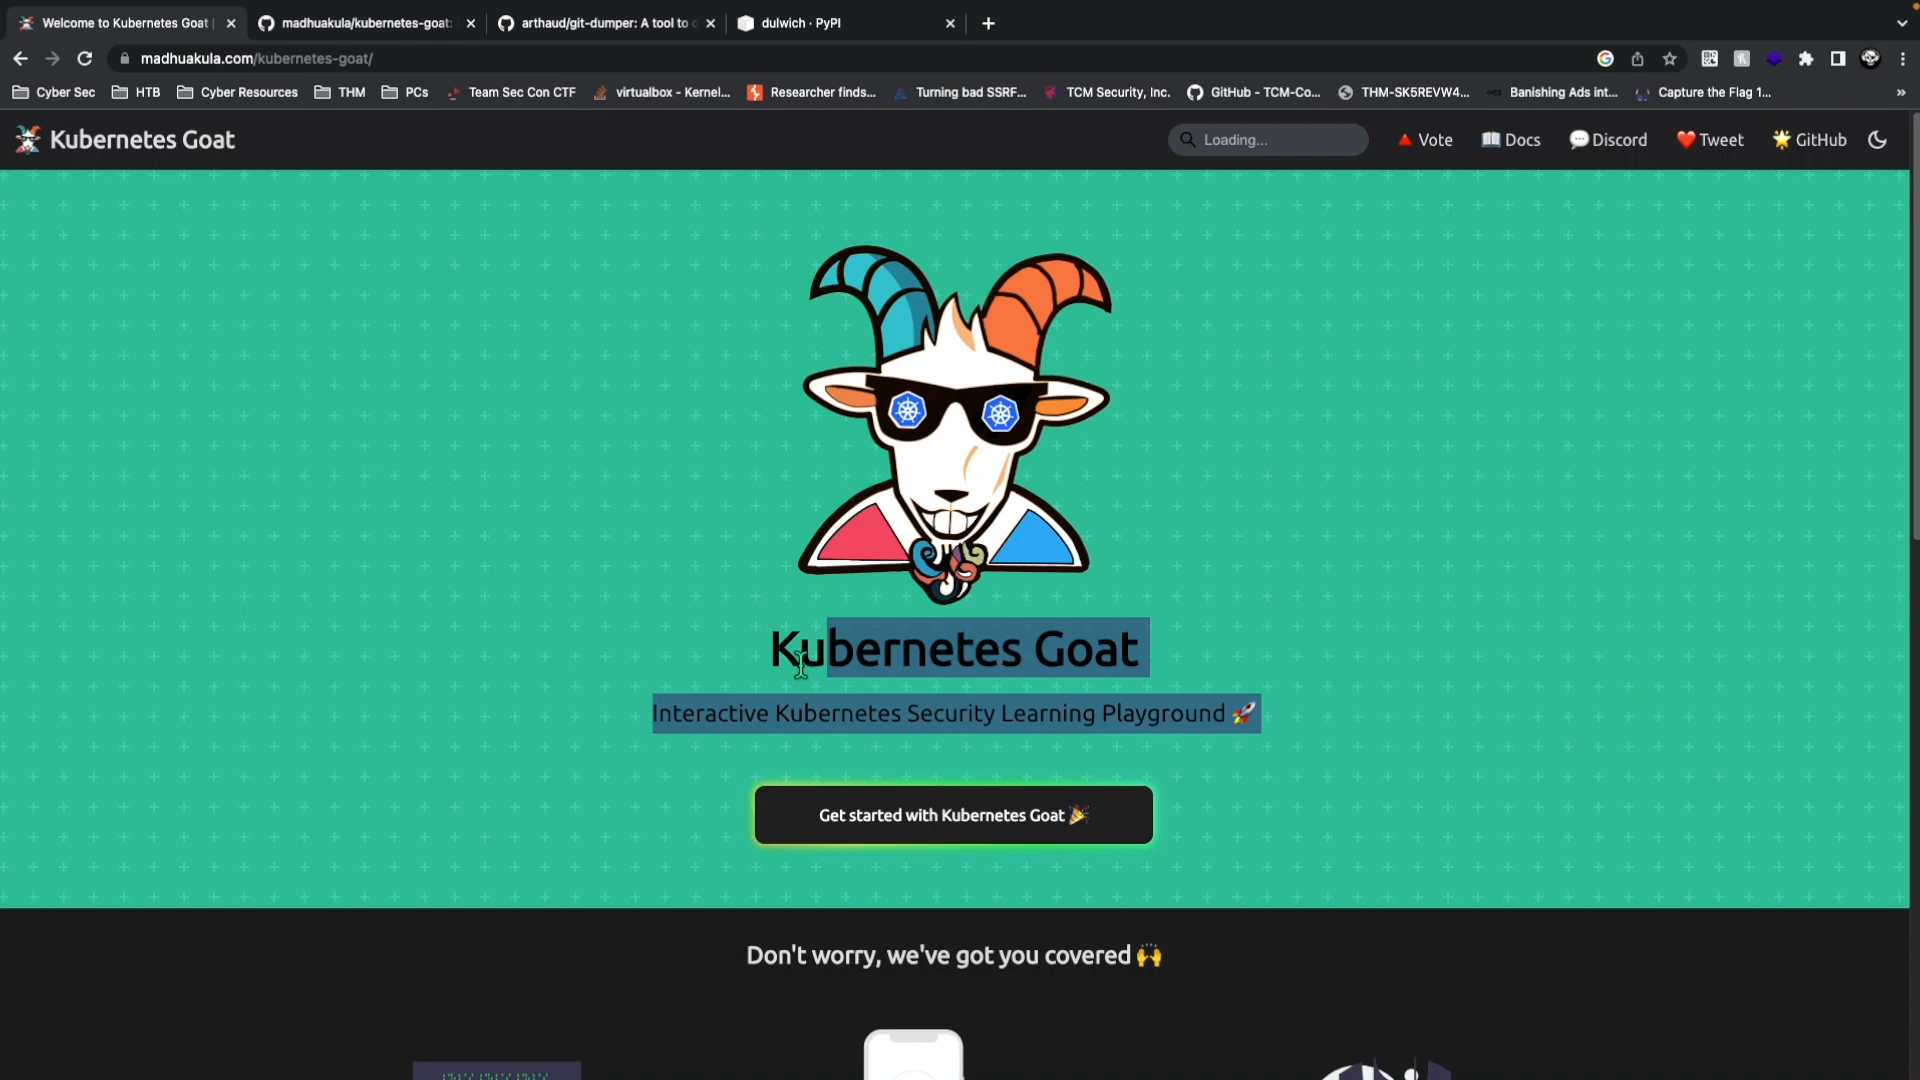 Welcome to Kubernetes Goat |
madhuakula/kubernetes-goat:
arthaud/git-dumper: A tool to
dulwich · PyPI
madhuakula.com/kubernetes-goat/
Cyber Sec
HTB
Cyber Resources
THM
PCs
Team Sec Con CTF
virtualbox - Kernel...
Researcher finds...
Turning bad SSRF...
TCM Security, Inc.
GitHub - TCM-Co...
THM-SK5REVW4...
Banishing Ads int...
Capture the Flag 1...
»
Kubernetes Goat
Loading...
Vote
Docs
Discord
Tweet
GitHub
Kubernetes Goat
Interactive Kubernetes Security Learning Playground 🚀
Get started with Kubernetes Goat 🎉
Don't worry, we've got you covered 🙌